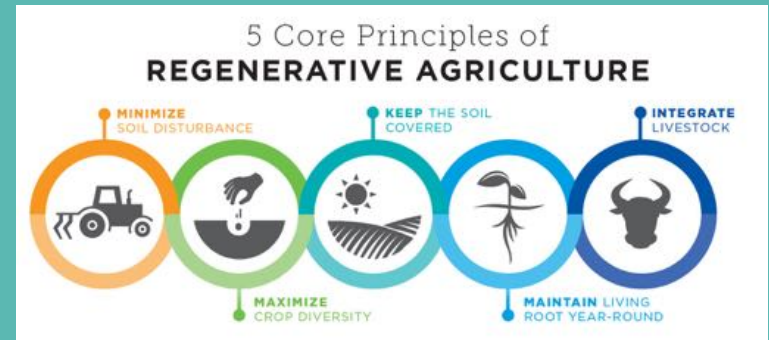 5 Core Principles of
REGENERATIVE AGRICULTURE
MINIMIZE
SOIL DISTURBANCE
KEEP THE SOIL
COVERED
INTEGRATE
LIVESTOCK
MAXIMIZE
CROP DIVERSITY
MAINTAIN LIVING
ROOT YEAR-ROUND